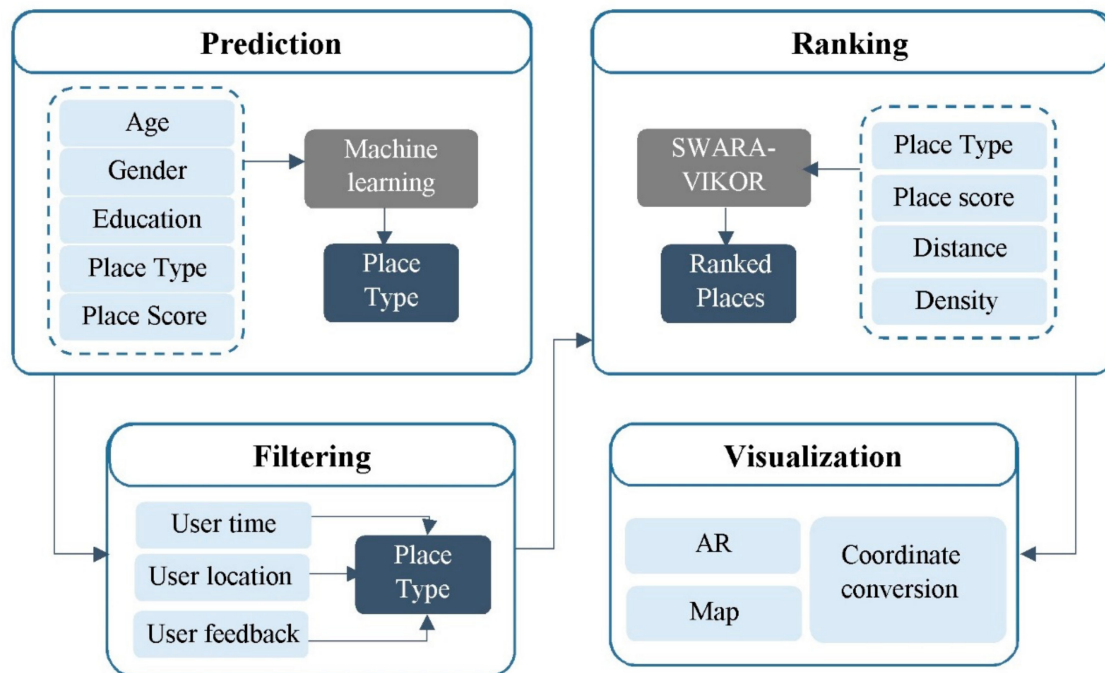 Prediction
Age
Gender
Education
Place Type
Place Score
Machine
learning
Place
Type
Ranking
SWARA-
VIKOR
Ranked
Places
Place Type
Place score
Distance
Density
Filtering
User time
User location
User feedback
Place
Type
Visualization
AR
Map
Coordinate
conversion